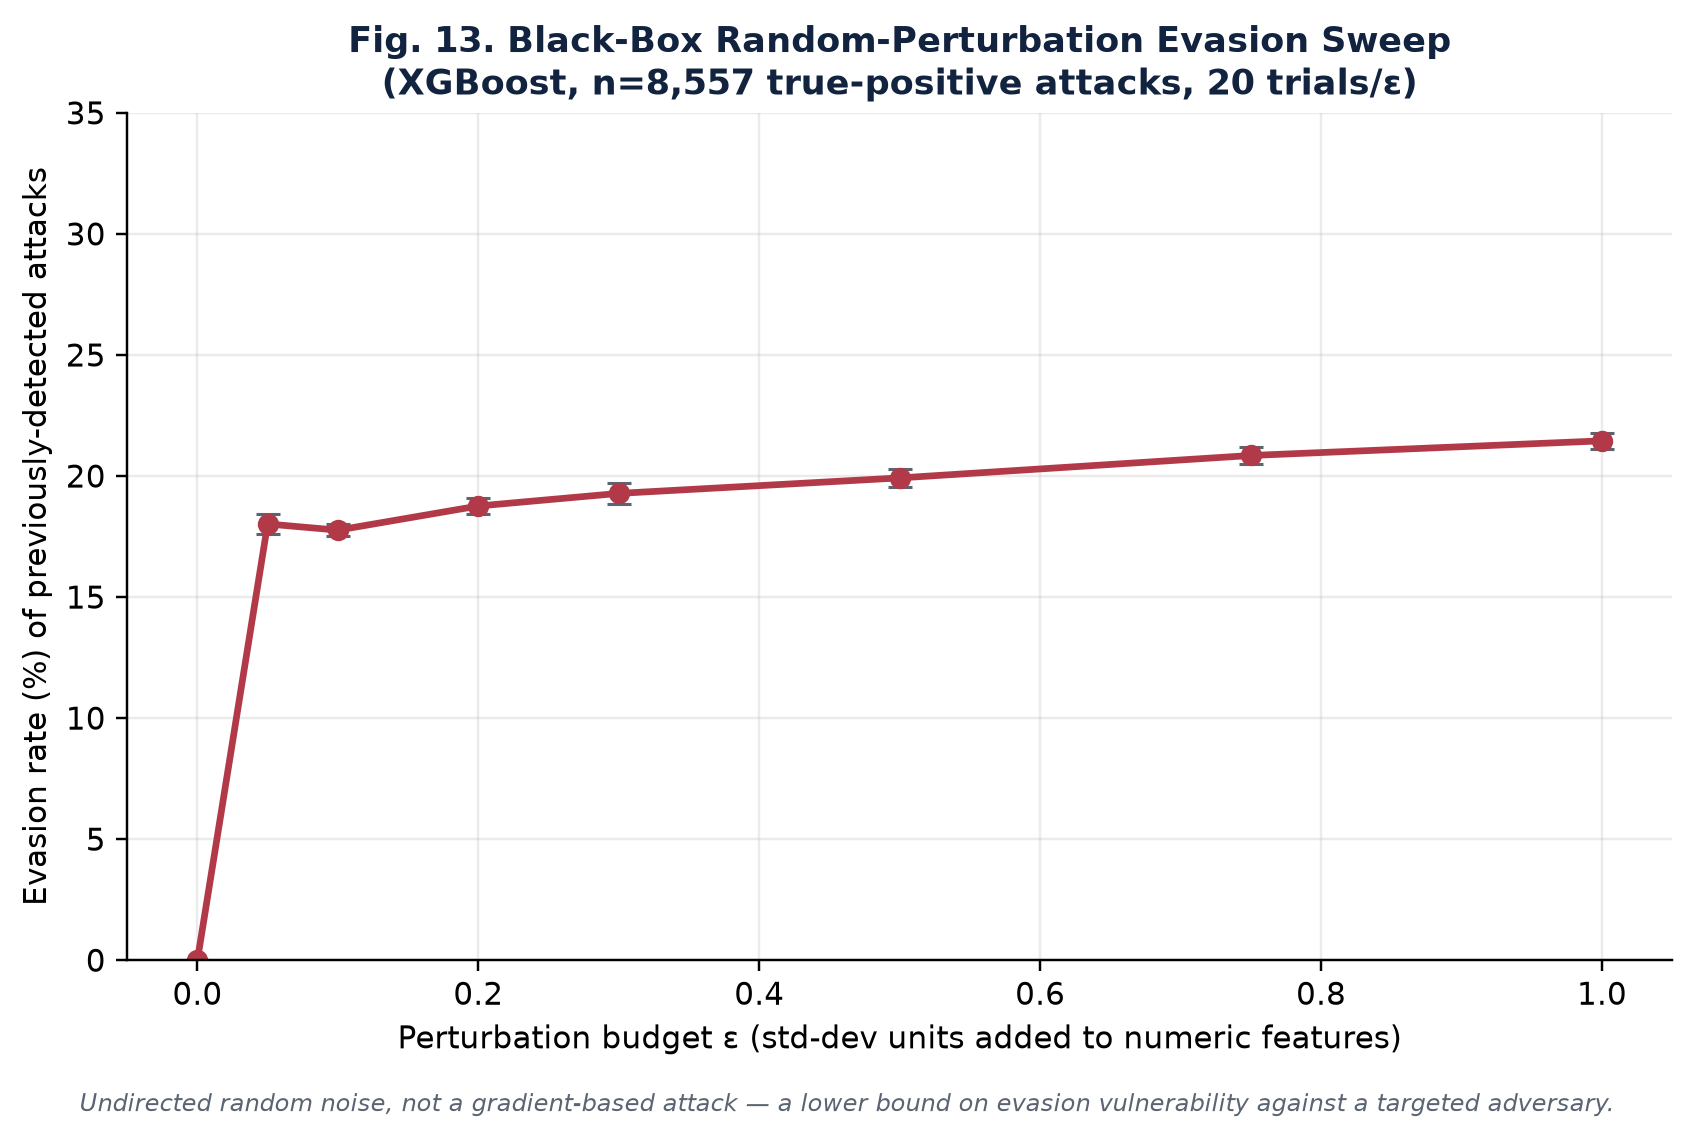 Fig. 13. Black-Box Random-Perturbation Evasion Sweep
(XGBoost, n=8,557 true-positive attacks, 20 trials/ε)
Evasion rate (%) of previously-detected attacks
35
30
25
20
15
10
5
0
0.0 0.2 0.4 0.6 0.8 1.0
Perturbation budget ε (std-dev units added to numeric features)
Undirected random noise, not a gradient-based attack — a lower bound on evasion vulnerability against a targeted adversary.